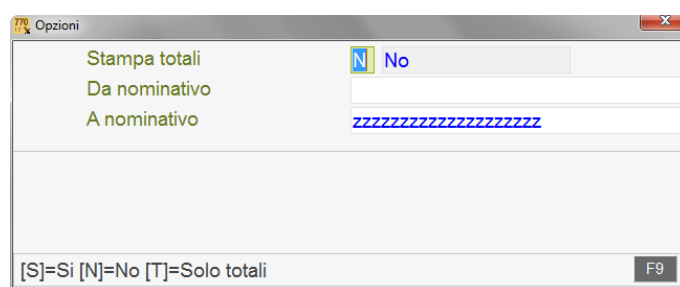 770 Opzioni
Stampa totali N No
Da nominativo
A nominativo zzzzzzzzzzzzzzzzzzzz
[S]=Si [N]=No [T]=Solo totali F9